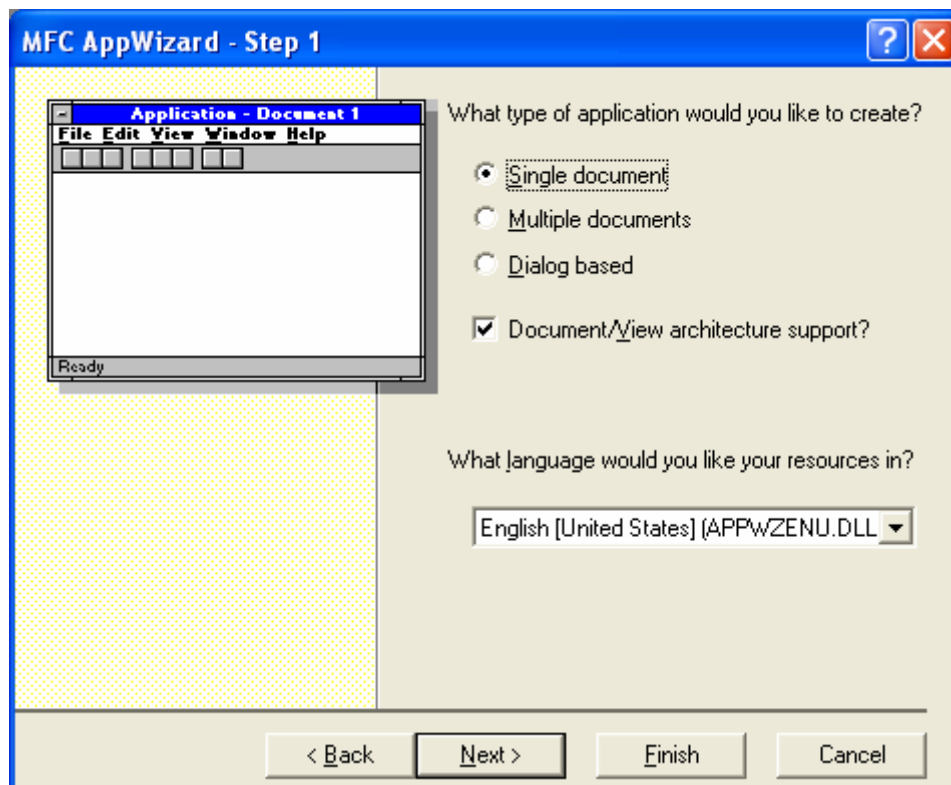 MFC AppWizard - Step 1
Application - Document 1
File Edit View Window Help
Ready
What type of application would you like to create?
Single document
Multiple documents
Dialog based
Document/View architecture support?
What language would you like your resources in?
English [United States] (APPWZENU.DLL
< Back Next > Finish Cancel